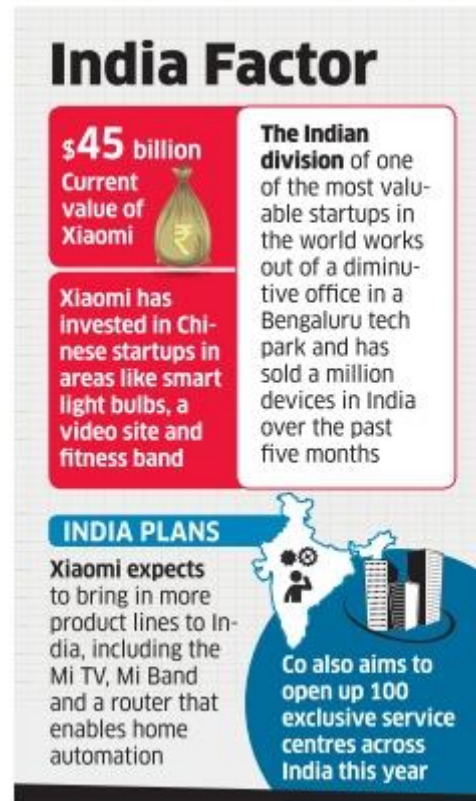 India Factor
$45 billion
Current
value of
Xiaomi
₹
Xiaomi has
invested in Chi-
nese startups in
areas like smart
light bulbs, a
video site and
fitness band
The Indian
division of one
of the most valu-
able startups in
the world works
out of a diminu-
tive office in a
Bengaluru tech
park and has
sold a million
devices in India
over the past
five months
INDIA PLANS
Xiaomi expects
to bring in more
product lines to In-
dia, including the
Mi TV, Mi Band
and a router that
enables home
automation
Co also aims to
open up 100
exclusive service
centres across
India this year